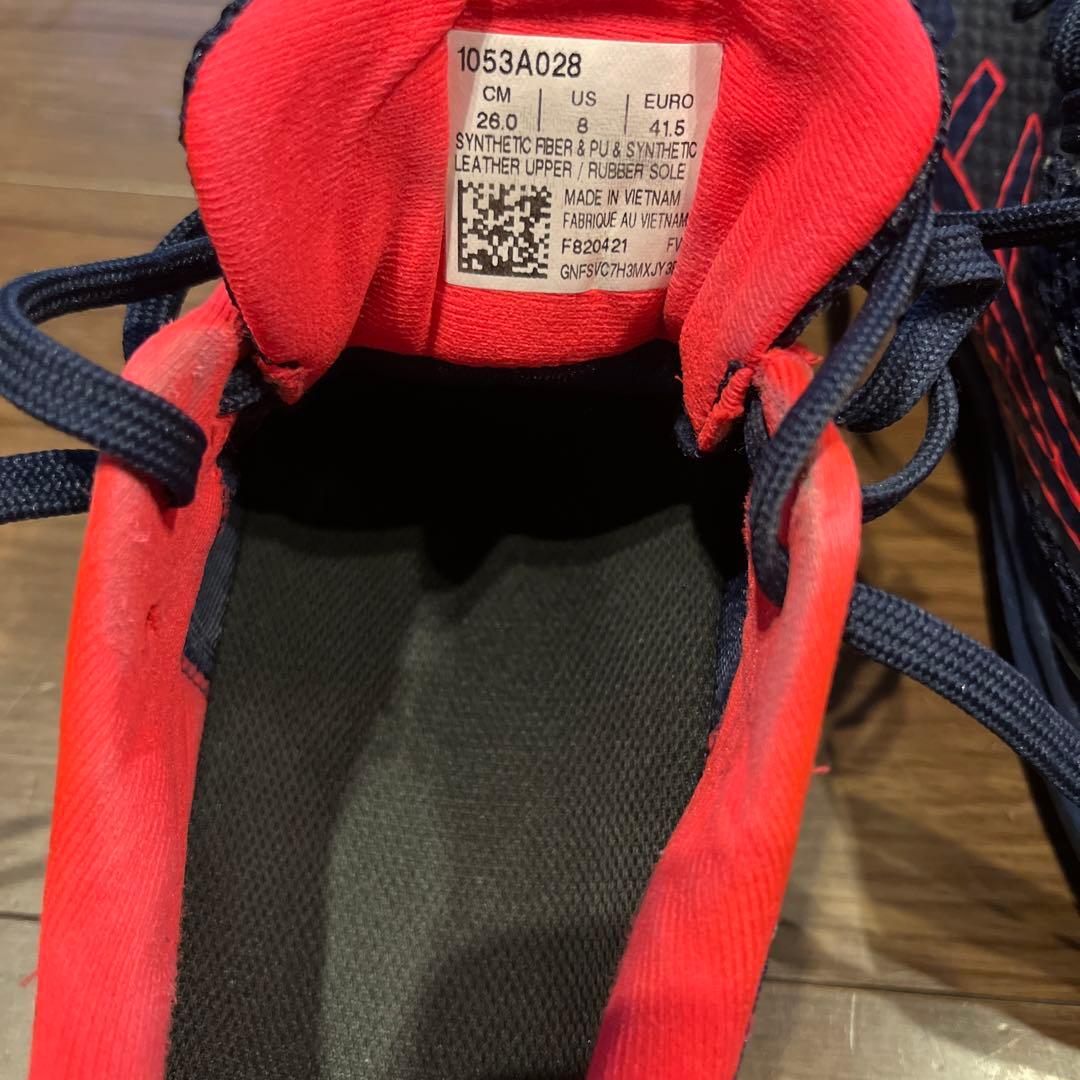 1053A028
CM | US | EURO
26.0 | 8 | 41.5
SYNTHETIC FIBER & PU & SYNTHETIC
LEATHER UPPER / RUBBER SOLE
MADE IN VIETNAM
FABRIQUÉ AU VIETNAM
F820421 FV